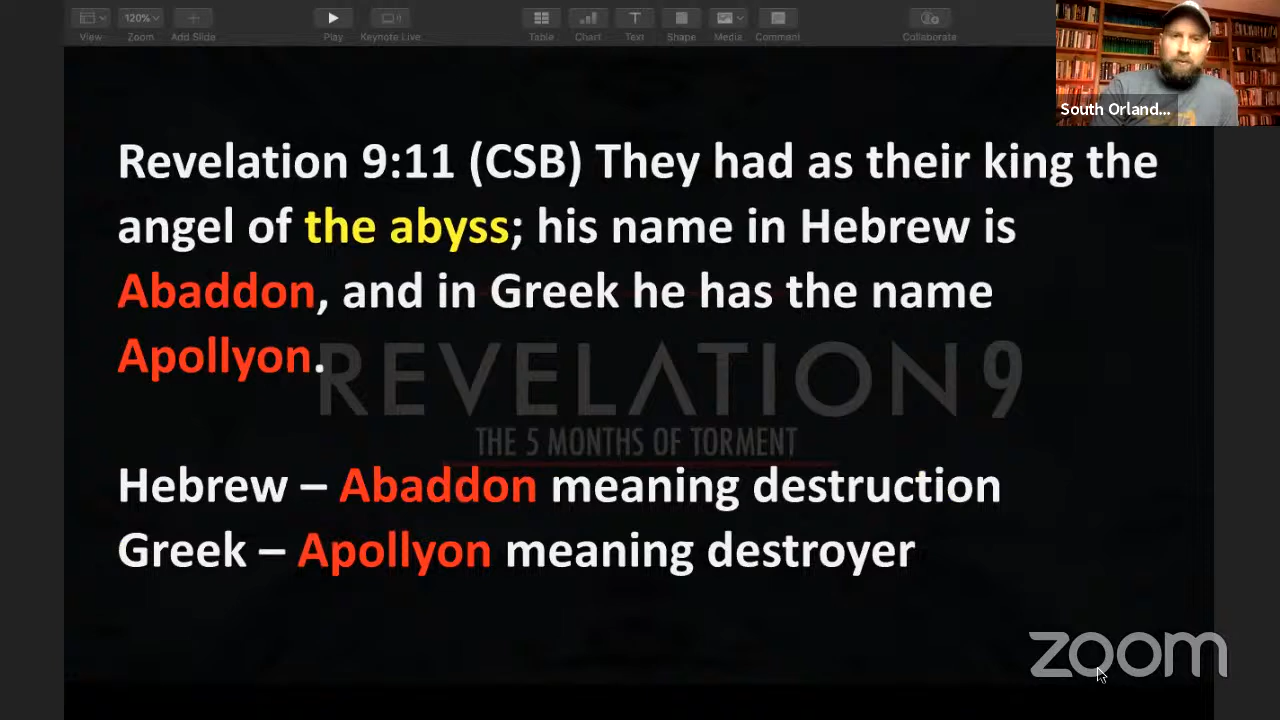 120%
View
Zoom
Add Slide
Play
Keynote Live
Table
Chart
Text
Shape
Media
Comment
Collaborate
South Orland...
Revelation 9:11 (CSB) They had as their king the
angel of the abyss; his name in Hebrew is
Abaddon, and in Greek he has the name
Apollyon.
REVELATION 9
THE 5 MONTHS OF TORMENT
Hebrew – Abaddon meaning destruction
Greek – Apollyon meaning destroyer
zoom